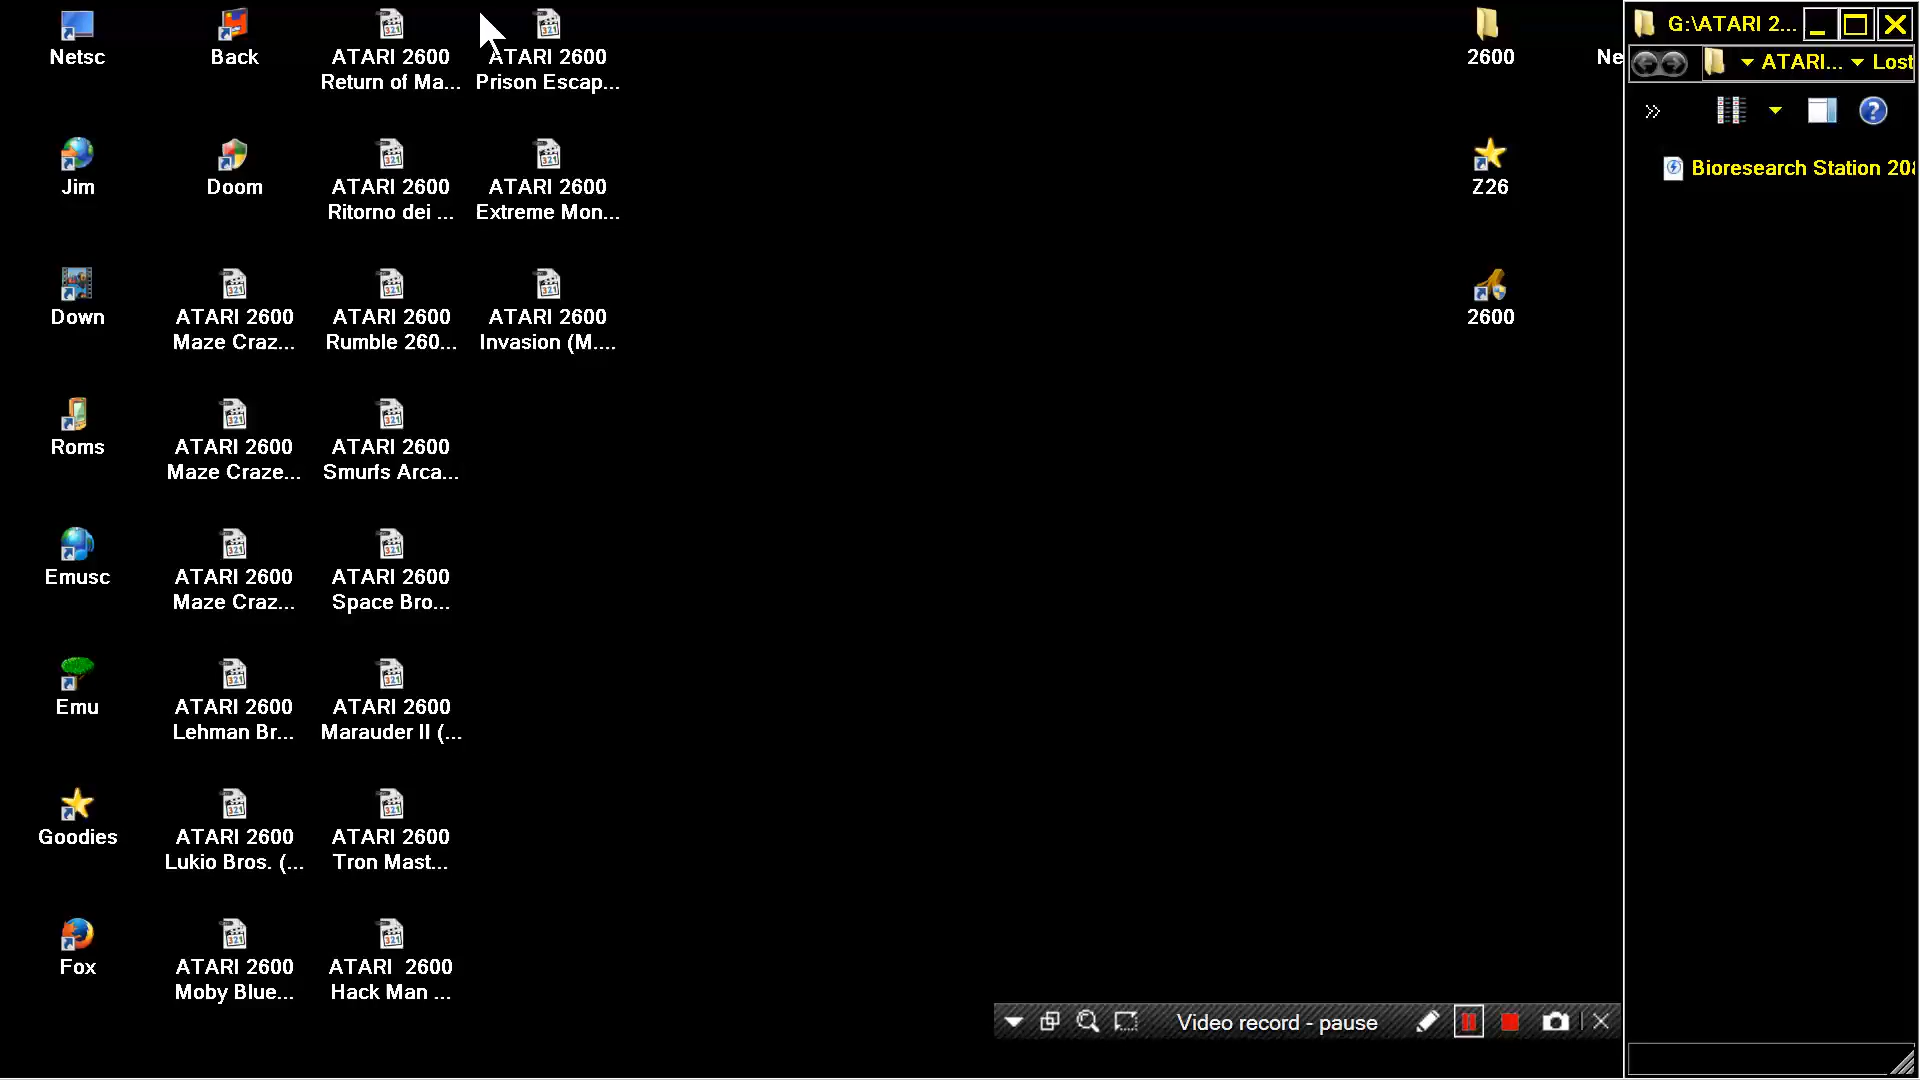 Netsc
Back
ATARI 2600
Return of Ma...
ATARI 2600
Prison Escap...
2600
Ne
Jim
Doom
ATARI 2600
Ritorno dei ...
ATARI 2600
Extreme Mon...
Z26
Down
ATARI 2600
Maze Craz...
ATARI 2600
Rumble 260...
ATARI 2600
Invasion (M....
2600
Roms
ATARI 2600
Maze Craze...
ATARI 2600
Smurfs Arca...
Emusc
ATARI 2600
Maze Craz...
ATARI 2600
Space Bro...
Emu
ATARI 2600
Lehman Br...
ATARI 2600
Marauder II (...
Goodies
ATARI 2600
Lukio Bros. (...
ATARI 2600
Tron Mast...
Fox
ATARI 2600
Moby Blue...
ATARI  2600
Hack Man ...
Video record - pause
G:\ATARI 2...
ATARI... Lost
Bioresearch Station 208